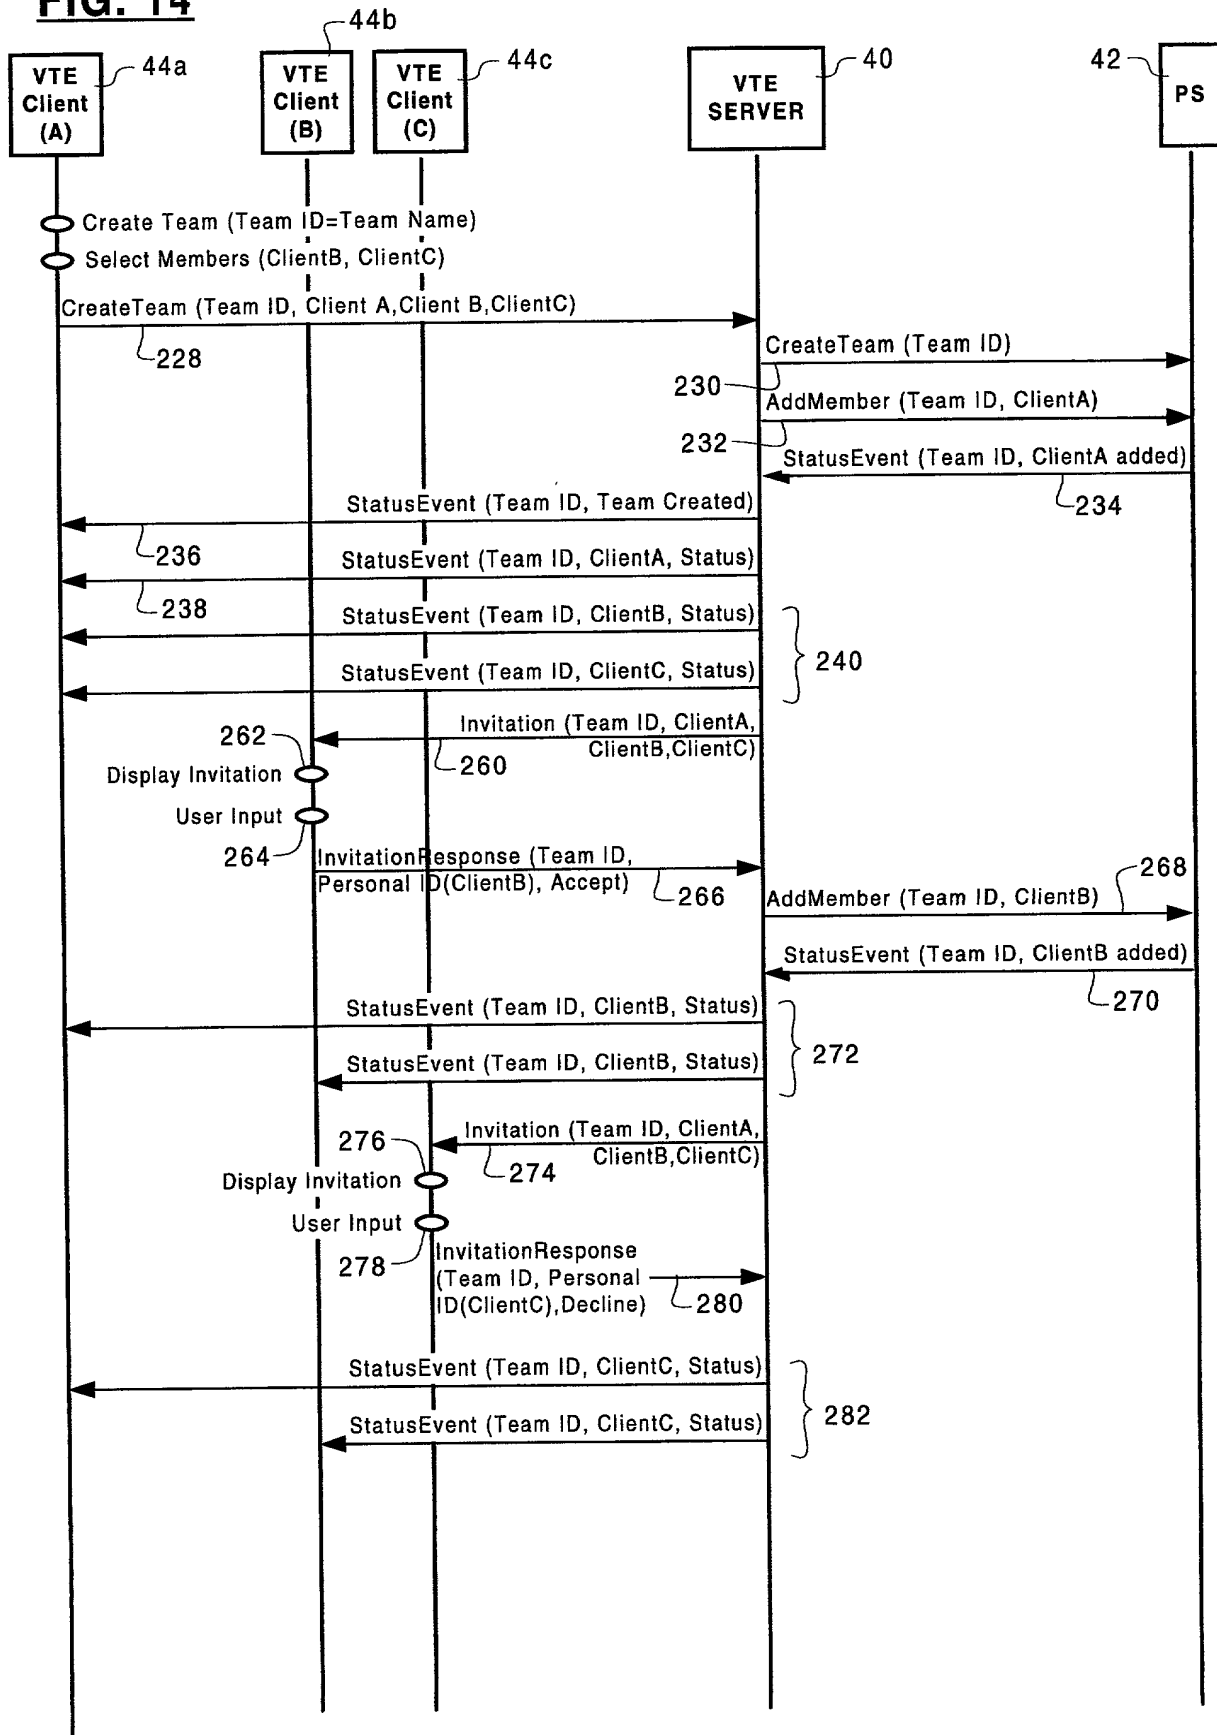 FIG. 14
44b
44a
44c
40
42
VTE
Client
(A)
VTE
Client
(B)
VTE
Client
(C)
VTE
SERVER
PS
Create Team (Team ID=Team Name)
Select Members (ClientB, ClientC)
CreateTeam (Team ID, Client A,Client B,ClientC)
228
CreateTeam (Team ID)
230
AddMember (Team ID, ClientA)
232
StatusEvent (Team ID, ClientA added)
234
StatusEvent (Team ID, Team Created)
236
StatusEvent (Team ID, ClientA, Status)
238
StatusEvent (Team ID, ClientB, Status)
240
StatusEvent (Team ID, ClientC, Status)
Invitation (Team ID, ClientA,
ClientB,ClientC)
260
262
Display Invitation
User Input
264
InvitationResponse (Team ID,
Personal ID(ClientB), Accept)
266
268
AddMember (Team ID, ClientB)
StatusEvent (Team ID, ClientB added)
270
StatusEvent (Team ID, ClientB, Status)
272
StatusEvent (Team ID, ClientB, Status)
Invitation (Team ID, ClientA,
ClientB,ClientC)
274
276
Display Invitation
User Input
278
InvitationResponse
(Team ID, Personal
ID(ClientC),Decline)
280
StatusEvent (Team ID, ClientC, Status)
282
StatusEvent (Team ID, ClientC, Status)